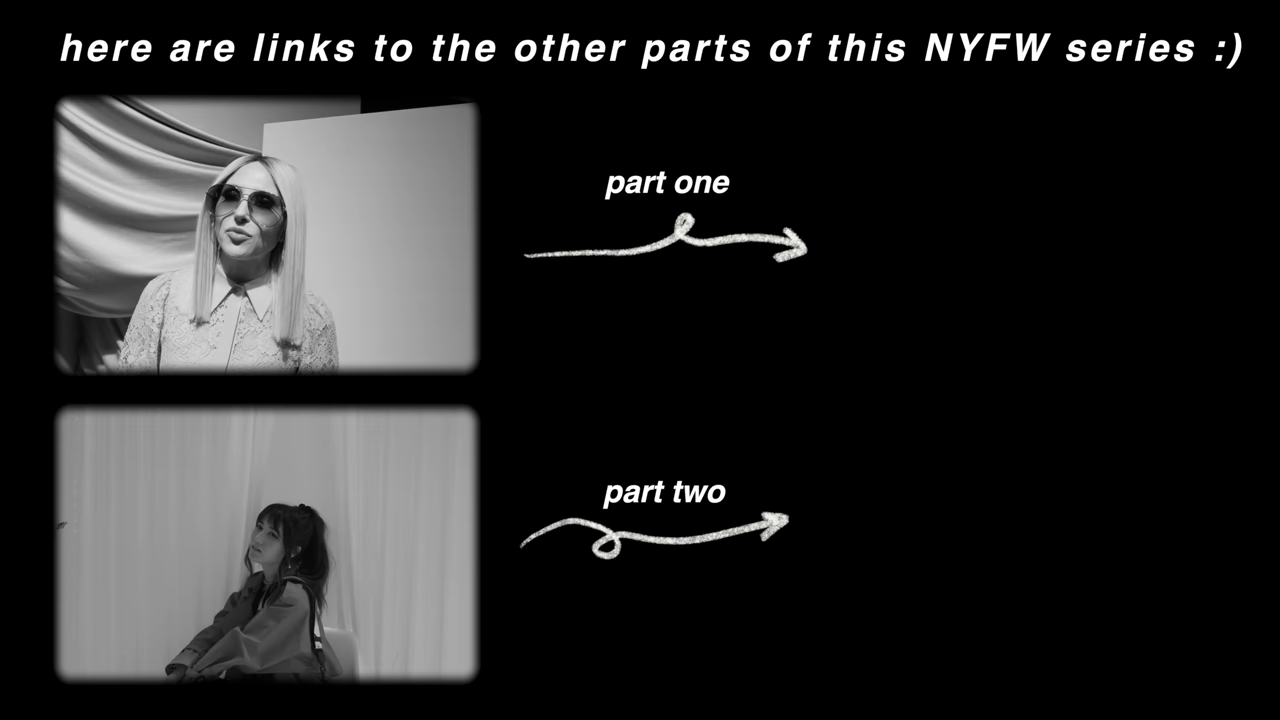 here are links to the other parts of this NYFW series :)
part one
part two